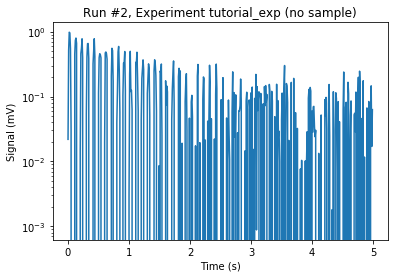 Run #2, Experiment tutorial_exp (no sample)
10⁰
10⁻¹
10⁻²
10⁻³
Signal (mV)
0 1 2 3 4 5
Time (s)